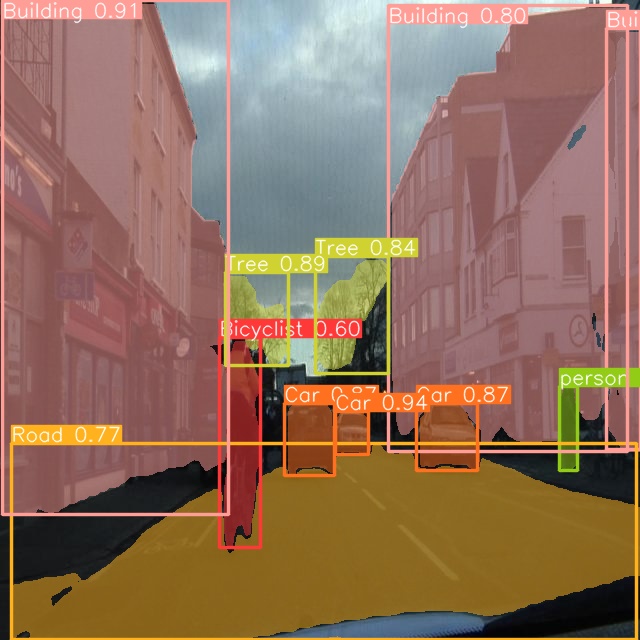 Building 0.91
Building 0.80
Bui
Tree 0.84
Tree 0.89
Bicyclist 0.60
Car 0.87
Car 0.94
Car 0.87
person
Road 0.77